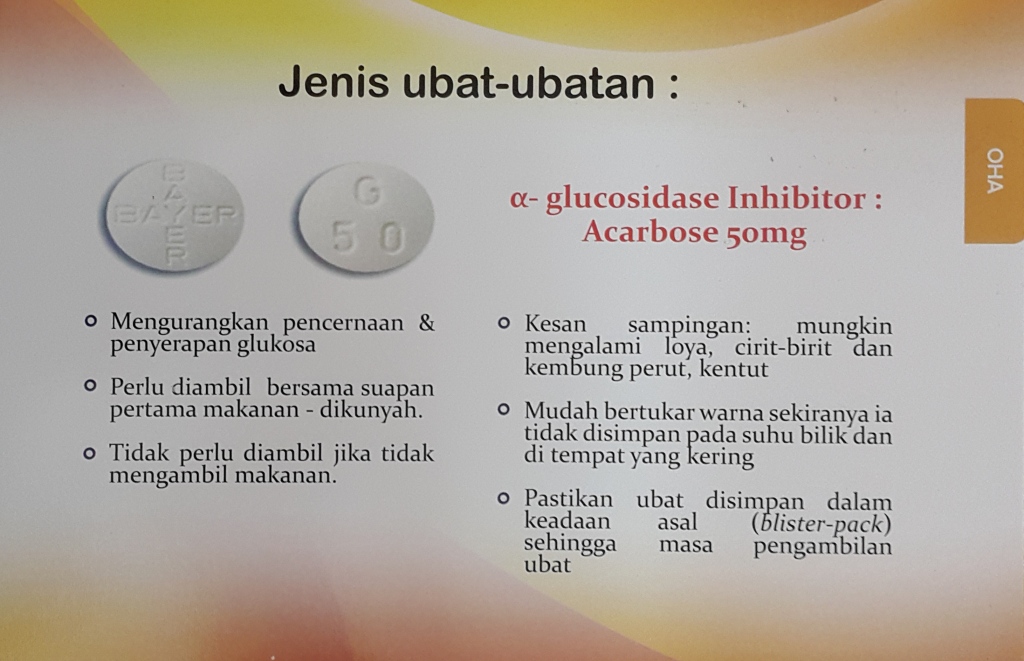 Jenis ubat-ubatan :
OHA
B
A
BAYER
E
R
G
5 0
α- glucosidase Inhibitor :
Acarbose 50mg
Mengurangkan pencernaan &
penyerapan glukosa
Perlu diambil bersama suapan
pertama makanan - dikunyah.
Tidak perlu diambil jika tidak
mengambil makanan.
Kesan sampingan: mungkin
mengalami loya, cirit-birit dan
kembung perut, kentut
Mudah bertukar warna sekiranya ia
tidak disimpan pada suhu bilik dan
di tempat yang kering
Pastikan ubat disimpan dalam
keadaan asal (blister-pack)
sehingga masa pengambilan
ubat